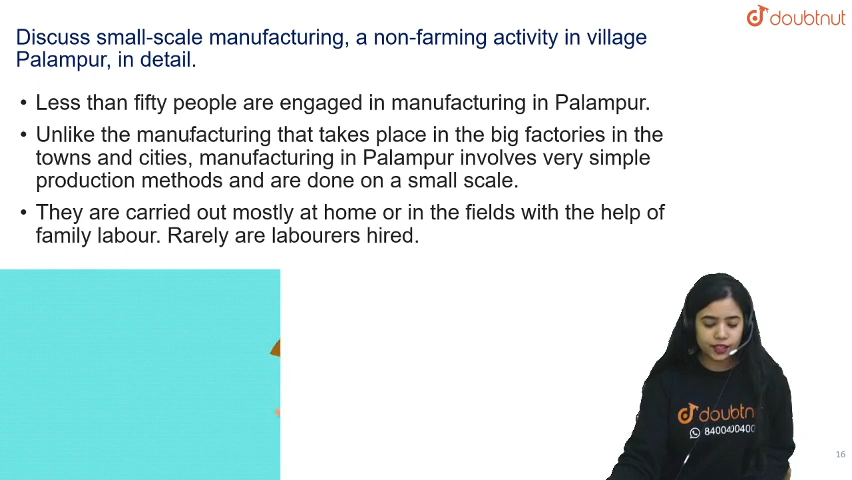 doubtnut
Discuss small-scale manufacturing, a non-farming activity in village
Palampur, in detail.
• Less than fifty people are engaged in manufacturing in Palampur.
• Unlike the manufacturing that takes place in the big factories in the
towns and cities, manufacturing in Palampur involves very simple
production methods and are done on a small scale.
• They are carried out mostly at home or in the fields with the help of
family labour. Rarely are labourers hired.
doubtn
8400400400
16